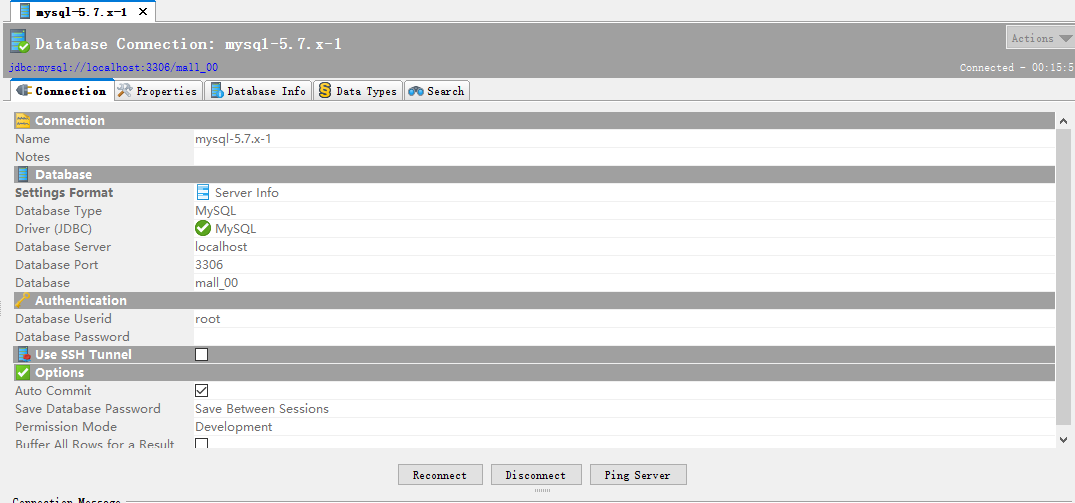 mysql-5.7.x-1
Database Connection: mysql-5.7.x-1
Actions
jdbc:mysql://localhost:3306/mall_00
Connected - 00:15:5
Connection Properties Database Info Data Types Search
Connection
Name mysql-5.7.x-1
Notes
Database
Settings Format Server Info
Database Type MySQL
Driver (JDBC) MySQL
Database Server localhost
Database Port 3306
Database mall_00
Authentication
Database Userid root
Database Password
Use SSH Tunnel
Options
Auto Commit
Save Database Password Save Between Sessions
Permission Mode Development
Buffer All Rows for a Result
Reconnect Disconnect Ping Server
Connection Message